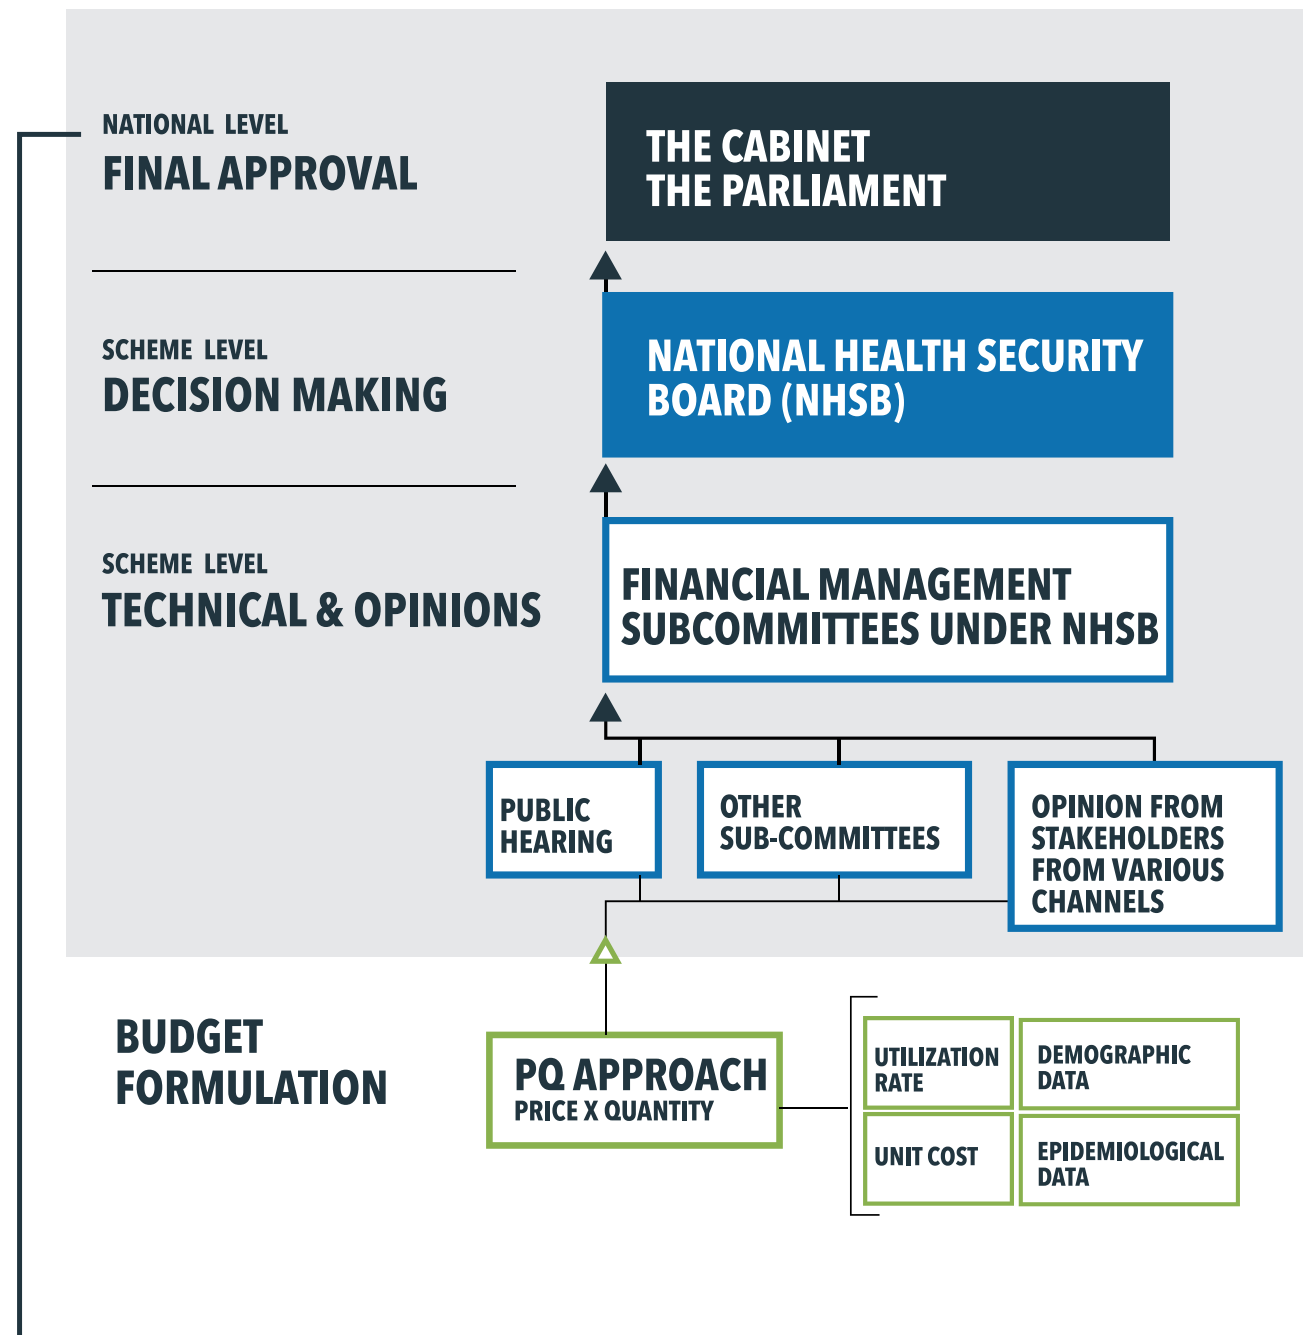 NATIONAL LEVEL
FINAL APPROVAL
THE CABINET
THE PARLIAMENT
SCHEME LEVEL
DECISION MAKING
NATIONAL HEALTH SECURITY
BOARD (NHSB)
SCHEME LEVEL
TECHNICAL & OPINIONS
FINANCIAL MANAGEMENT
SUBCOMMITTEES UNDER NHSB
PUBLIC
HEARING
OTHER
SUB-COMMITTEES
OPINION FROM
STAKEHOLDERS
FROM VARIOUS
CHANNELS
BUDGET
FORMULATION
PQ APPROACH
PRICE X QUANTITY
UTILIZATION
RATE
DEMOGRAPHIC
DATA
UNIT COST
EPIDEMIOLOGICAL
DATA